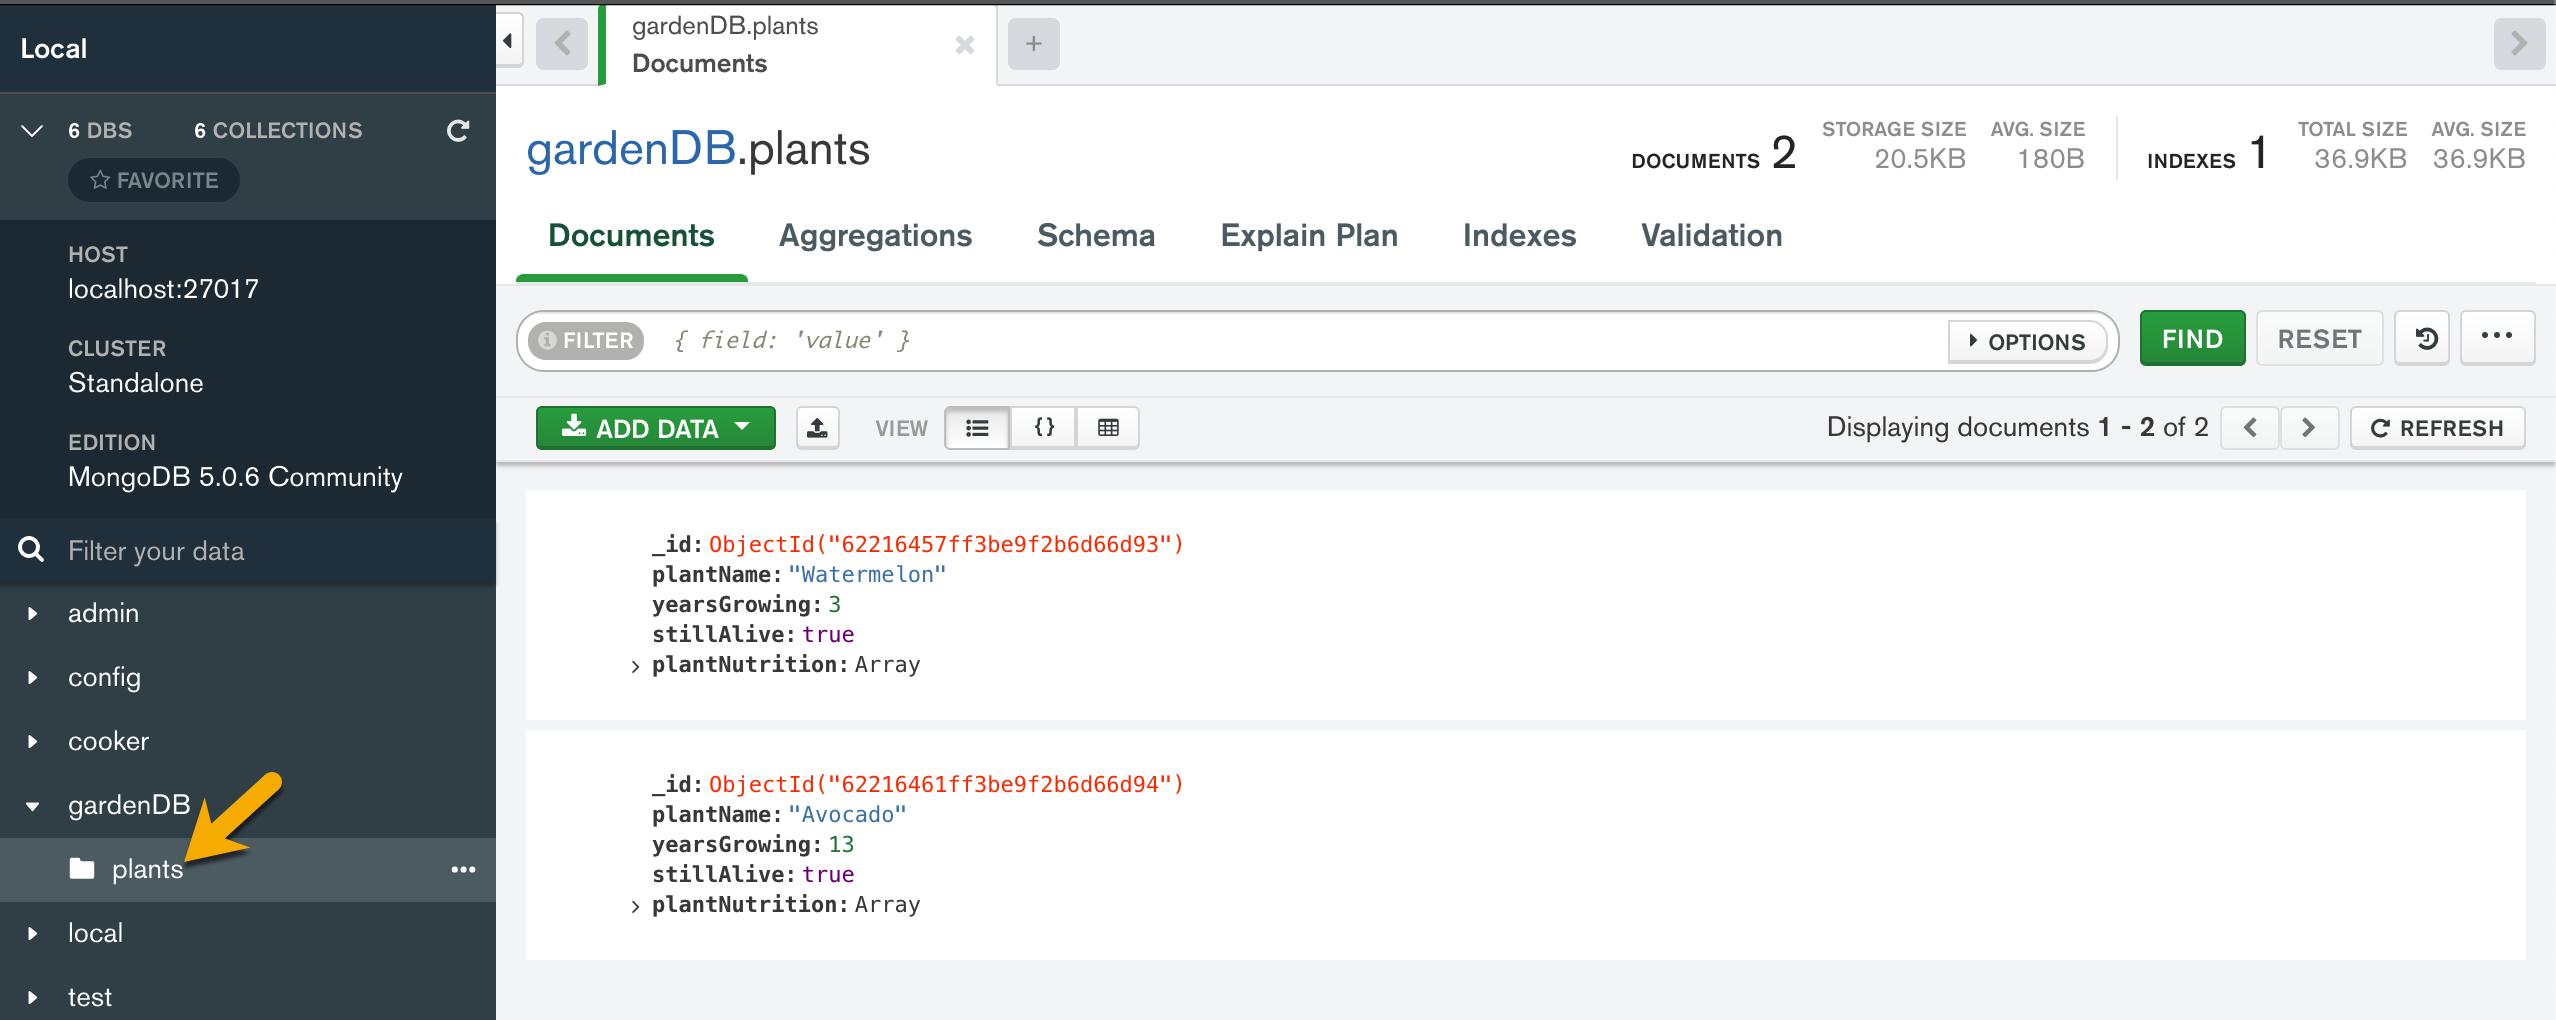 Local
6 DBS 6 COLLECTIONS
FAVORITE
HOST
localhost:27017
CLUSTER
Standalone
EDITION
MongoDB 5.0.6 Community
Filter your data
admin
config
cooker
gardenDB
plants
local
test
gardenDB.plants
Documents
gardenDB.plants
DOCUMENTS 2
STORAGE SIZE
20.5KB
AVG. SIZE
180B
INDEXES 1
TOTAL SIZE
36.9KB
AVG. SIZE
36.9KB
Documents Aggregations Schema Explain Plan Indexes Validation
FILTER { field: 'value' } OPTIONS FIND RESET
ADD DATA VIEW {} Displaying documents 1 - 2 of 2 REFRESH
_id: ObjectId("62216457ff3be9f2b6d66d93")
plantName: "Watermelon"
yearsGrowing: 3
stillAlive: true
plantNutrition: Array
_id: ObjectId("62216461ff3be9f2b6d66d94")
plantName: "Avocado"
yearsGrowing: 13
stillAlive: true
plantNutrition: Array